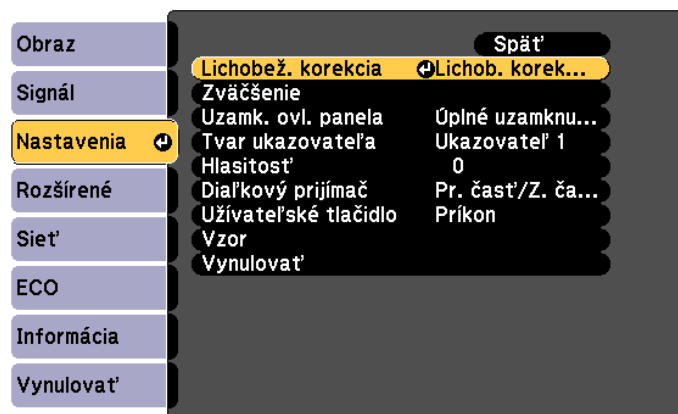 Obraz
Signál
Nastavenia
Rozšírené
Sieť
ECO
Informácia
Vynulovať
Späť
Lichobež. korekcia Lichob. korek...
Zväčšenie
Uzamk. ovl. panela Úplné uzamknu...
Tvar ukazovateľa Ukazovateľ 1
Hlasitosť 0
Diaľkový prijímač Pr. časť/Z. ča...
Užívateľské tlačidlo Príkon
Vzor
Vynulovať